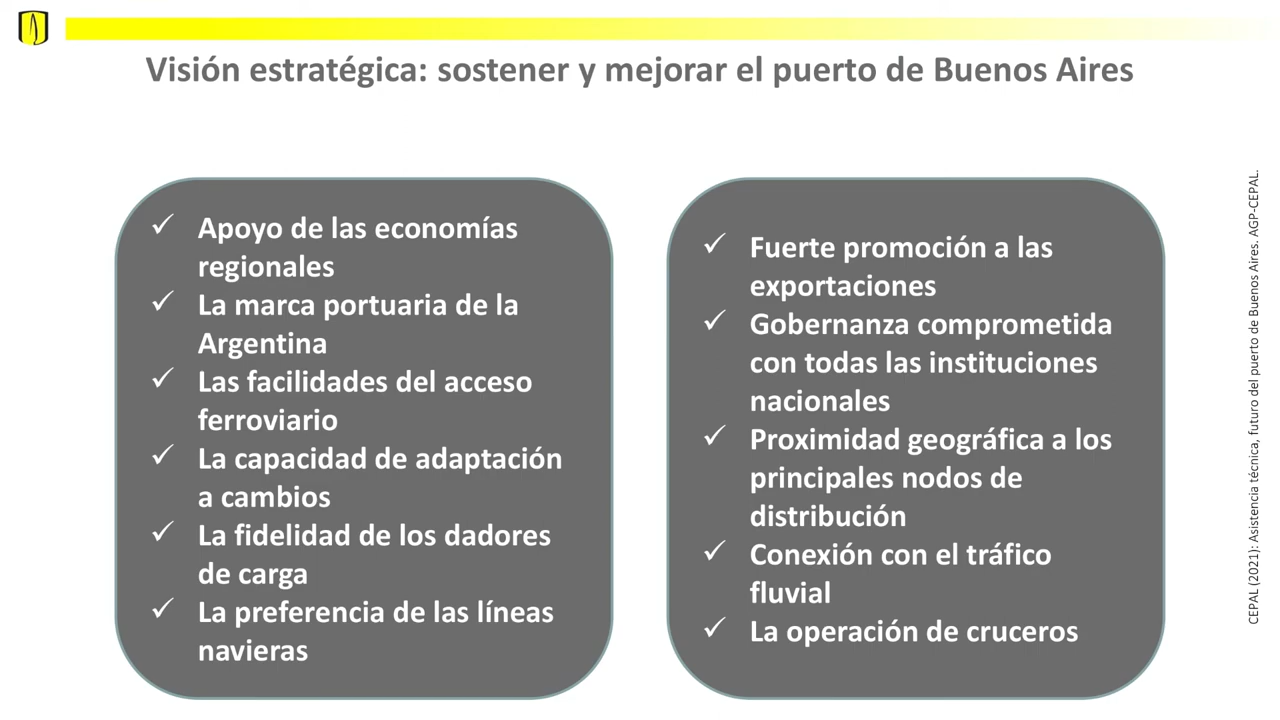 Visión estratégica: sostener y mejorar el puerto de Buenos Aires
✓ Apoyo de las economías
regionales
✓ La marca portuaria de la
Argentina
✓ Las facilidades del acceso
ferroviario
✓ La capacidad de adaptación
a cambios
✓ La fidelidad de los dadores
de carga
✓ La preferencia de las líneas
navieras
✓ Fuerte promoción a las
exportaciones
✓ Gobernanza comprometida
con todas las instituciones
nacionales
✓ Proximidad geográfica a los
principales nodos de
distribución
✓ Conexión con el tráfico
fluvial
✓ La operación de cruceros
CEPAL (2021): Asistencia técnica, futuro del puerto de Buenos Aires. AGP-CEPAL.